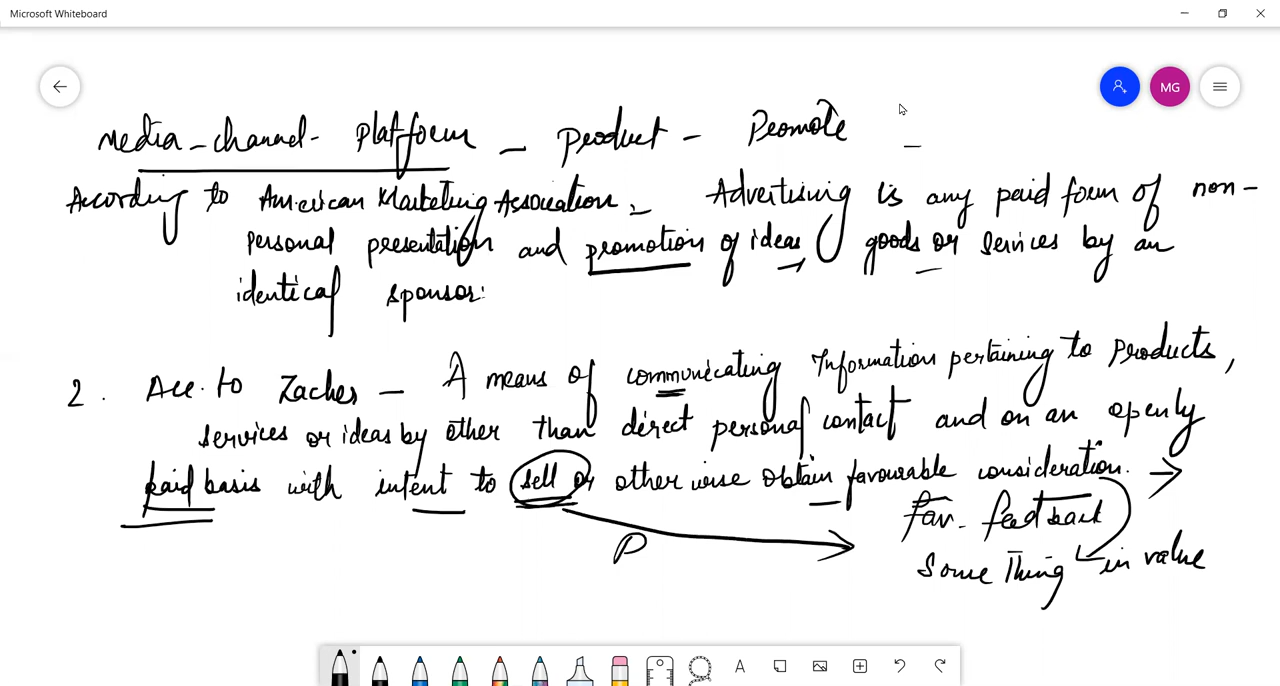 Microsoft Whiteboard
MG
Media - channel - Platform - Product - Promote -
According to American Marketing Association - Advertising is any paid form of non-
personal presentation and promotion of ideas, goods or services by an
identical sponsor.
2. Acc. to Zacher - A means of communicating Information pertaining to Products,
services or ideas by other than direct personal contact and on an openly
paid basis with intent to sell or otherwise obtain favourable consideration. →
fav. feedback
P
Some Thing in value
A